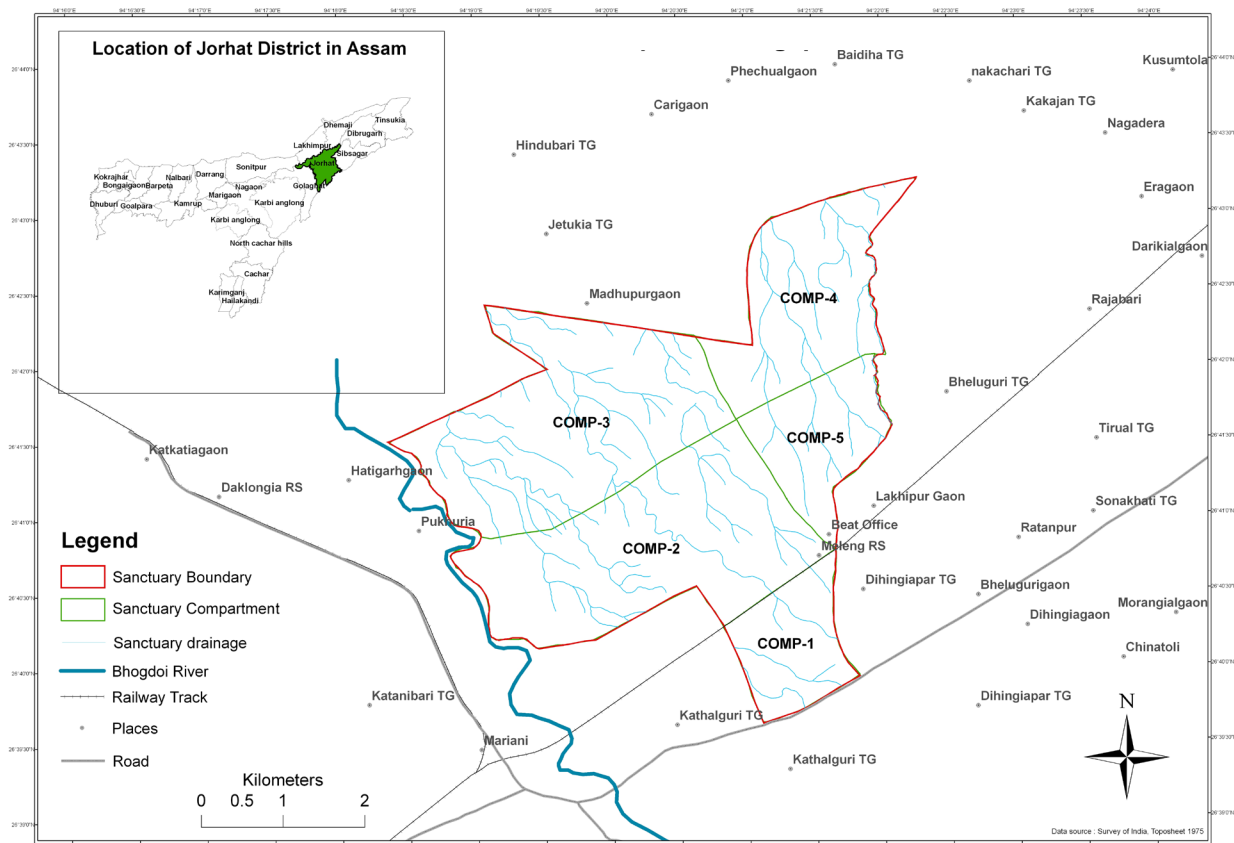 Location of Jorhat District in Assam
Tinsukia
Dhemaji
Dibrugarh
Lakhimpur
Sibsagar
Jorhat
Sonitpur
Darrang
Nalbari
Kokrajhar
Bongaigaon
Barpeta
Golaghat
Nagaon
Marigaon
Dhuburi
Goalpara
Kamrup
Karbi anglong
Karbi anglong
North cachar hills
Cachar
Karimganj
Hailakandi
Baidiha TG
Kusumtola
Phechualgaon
nakachari TG
Carigaon
Kakajan TG
Nagadera
Hindubari TG
Eragaon
Jetukia TG
Darikialgaon
Madhupurgaon
COMP-4
Rajabari
Bheluguri TG
COMP-3
COMP-5
Tirual TG
Katkatiagaon
Hatigarhgaon
Daklongia RS
Lakhipur Gaon
Sonakhati TG
Pukhuria
Beat Office
Ratanpur
COMP-2
Meleng RS
Dihingiapar TG
Bhelugurigaon
Morangialgaon
Dihingiagaon
COMP-1
Chinatoli
Katanibari TG
Dihingiapar TG
Kathalguri TG
Mariani
Kathalguri TG
Legend
Sanctuary Boundary
Sanctuary Compartment
Sanctuary drainage
Bhogdoi River
Railway Track
Places
Road
Kilometers
0 0.5 1 2
N
Data source : Survey of India, Toposheet 1975